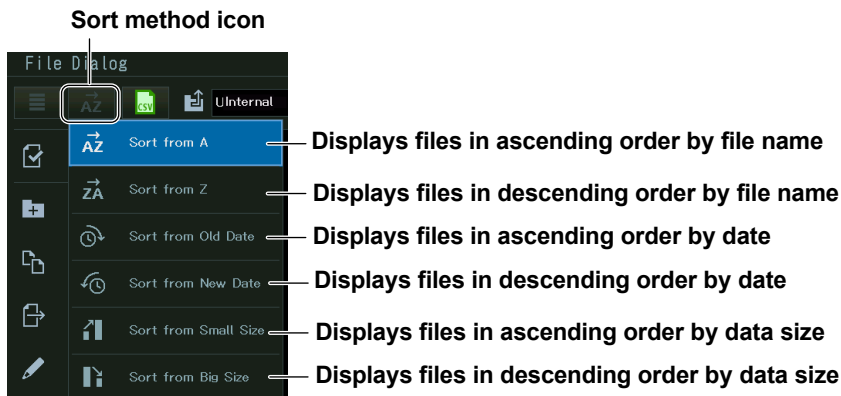 Sort method icon
File Dialog
AZ
CSV
UInternal
AZ Sort from A
Displays files in ascending order by file name
ZA Sort from Z
Displays files in descending order by file name
Sort from Old Date
Displays files in ascending order by date
Sort from New Date
Displays files in descending order by date
Sort from Small Size
Displays files in ascending order by data size
Sort from Big Size
Displays files in descending order by data size